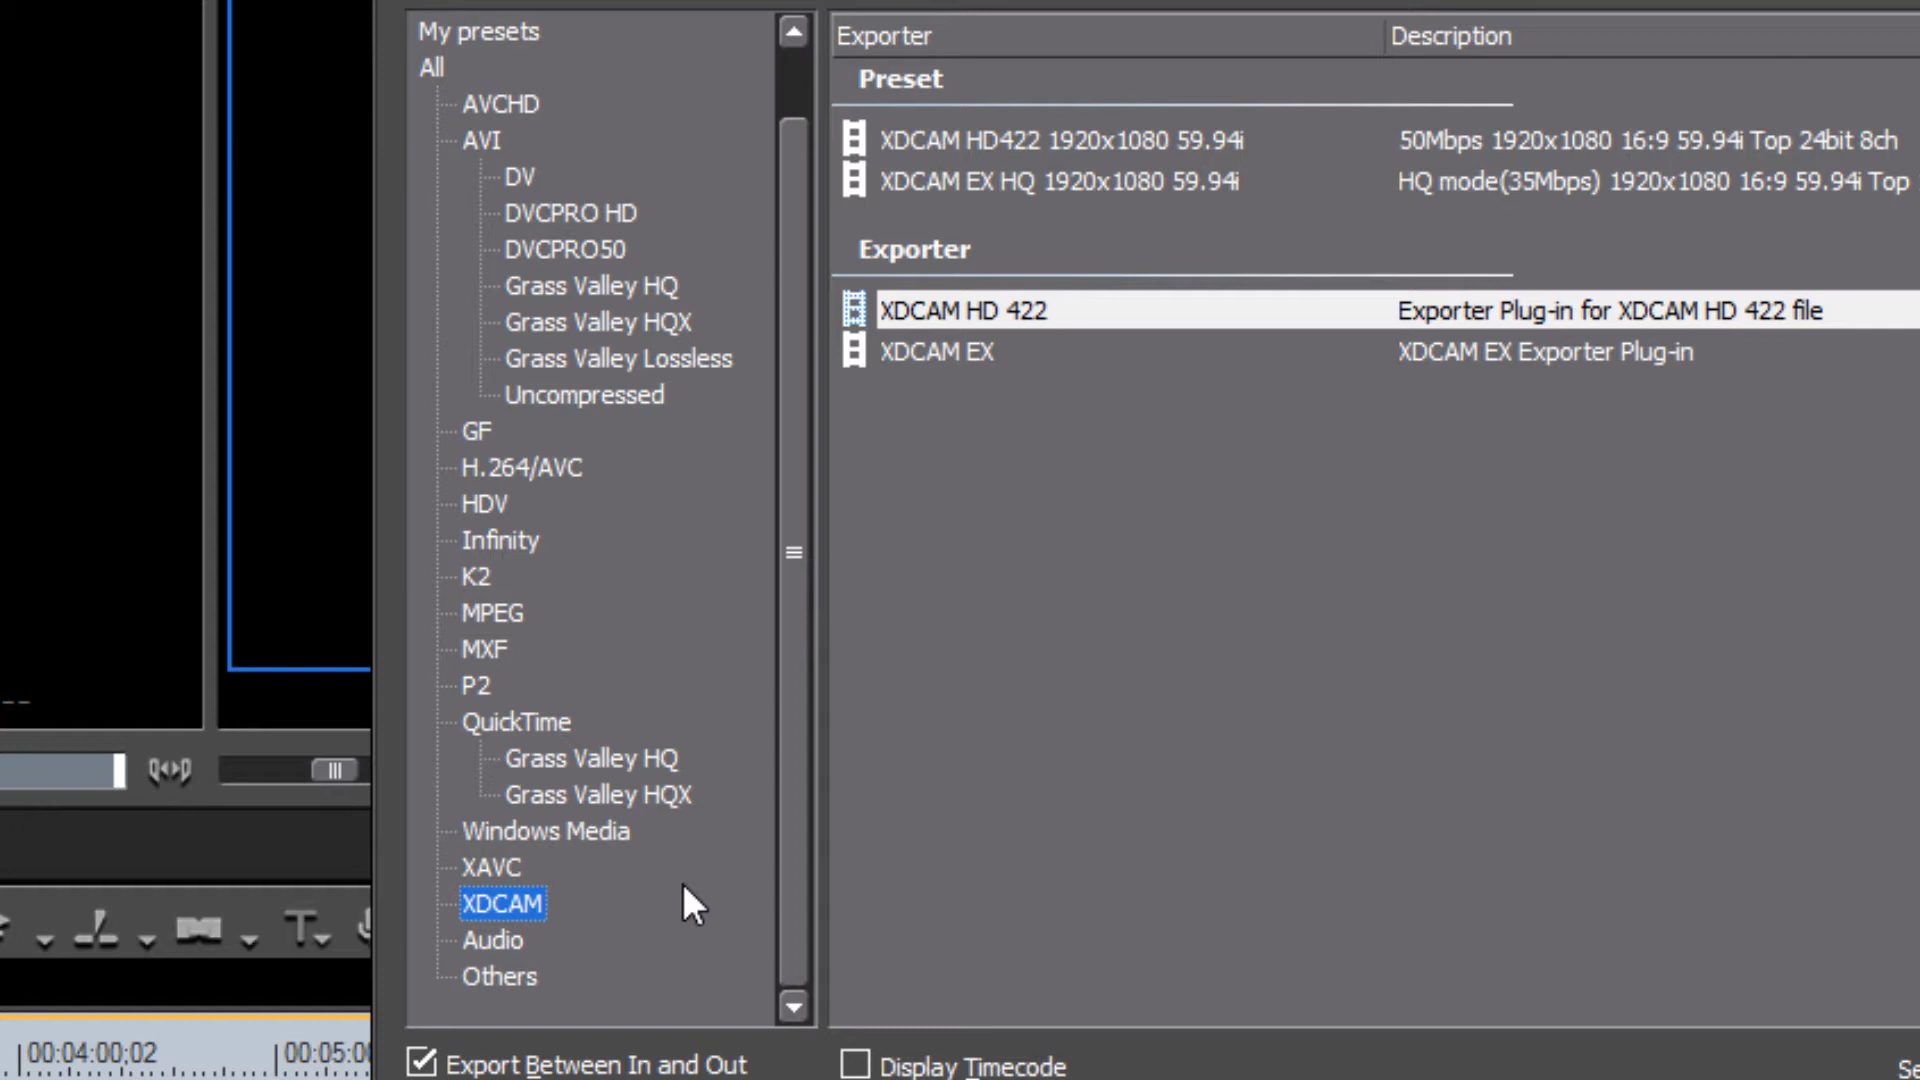 My presets
All
AVCHD
AVI
DV
DVCPRO HD
DVCPRO50
Grass Valley HQ
Grass Valley HQX
Grass Valley Lossless
Uncompressed
GF
H.264/AVC
HDV
Infinity
K2
MPEG
MXF
P2
QuickTime
Grass Valley HQ
Grass Valley HQX
Windows Media
XAVC
XDCAM
Audio
Others
Exporter Description
Preset
XDCAM HD422 1920x1080 59.94i 50Mbps 1920x1080 16:9 59.94i Top 24bit 8ch
XDCAM EX HQ 1920x1080 59.94i HQ mode(35Mbps) 1920x1080 16:9 59.94i Top
Exporter
XDCAM HD 422 Exporter Plug-in for XDCAM HD 422 file
XDCAM EX XDCAM EX Exporter Plug-in
00:04:00;02 00:05:0
Export Between In and Out Display Timecode